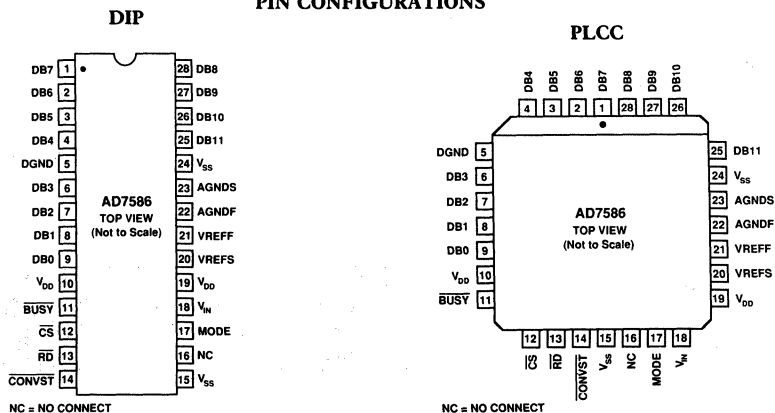 PIN CONFIGURATIONS
DIP
DB7 1
DB6 2
DB5 3
DB4 4
DGND 5
DB3 6
DB2 7
DB1 8
DB0 9
VDD 10
BUSY 11
CS 12
RD 13
CONVST 14
28 DB8
27 DB9
26 DB10
25 DB11
24 VSS
23 AGNDS
22 AGNDF
21 VREFF
20 VREFS
19 VDD
18 VIN
17 MODE
16 NC
15 VSS
AD7586
TOP VIEW
(Not to Scale)
NC = NO CONNECT
PLCC
DB4 DB5 DB6 DB7 DB8 DB9 DB10
4 3 2 1 28 27 26
DGND 5
DB3 6
DB2 7
DB1 8
DB0 9
VDD 10
BUSY 11
25 DB11
24 VSS
23 AGNDS
22 AGNDF
21 VREFF
20 VREFS
19 VDD
AD7586
TOP VIEW
(Not to Scale)
12 13 14 15 16 17 18
CS RD CONVST VSS NC MODE VIN
NC = NO CONNECT